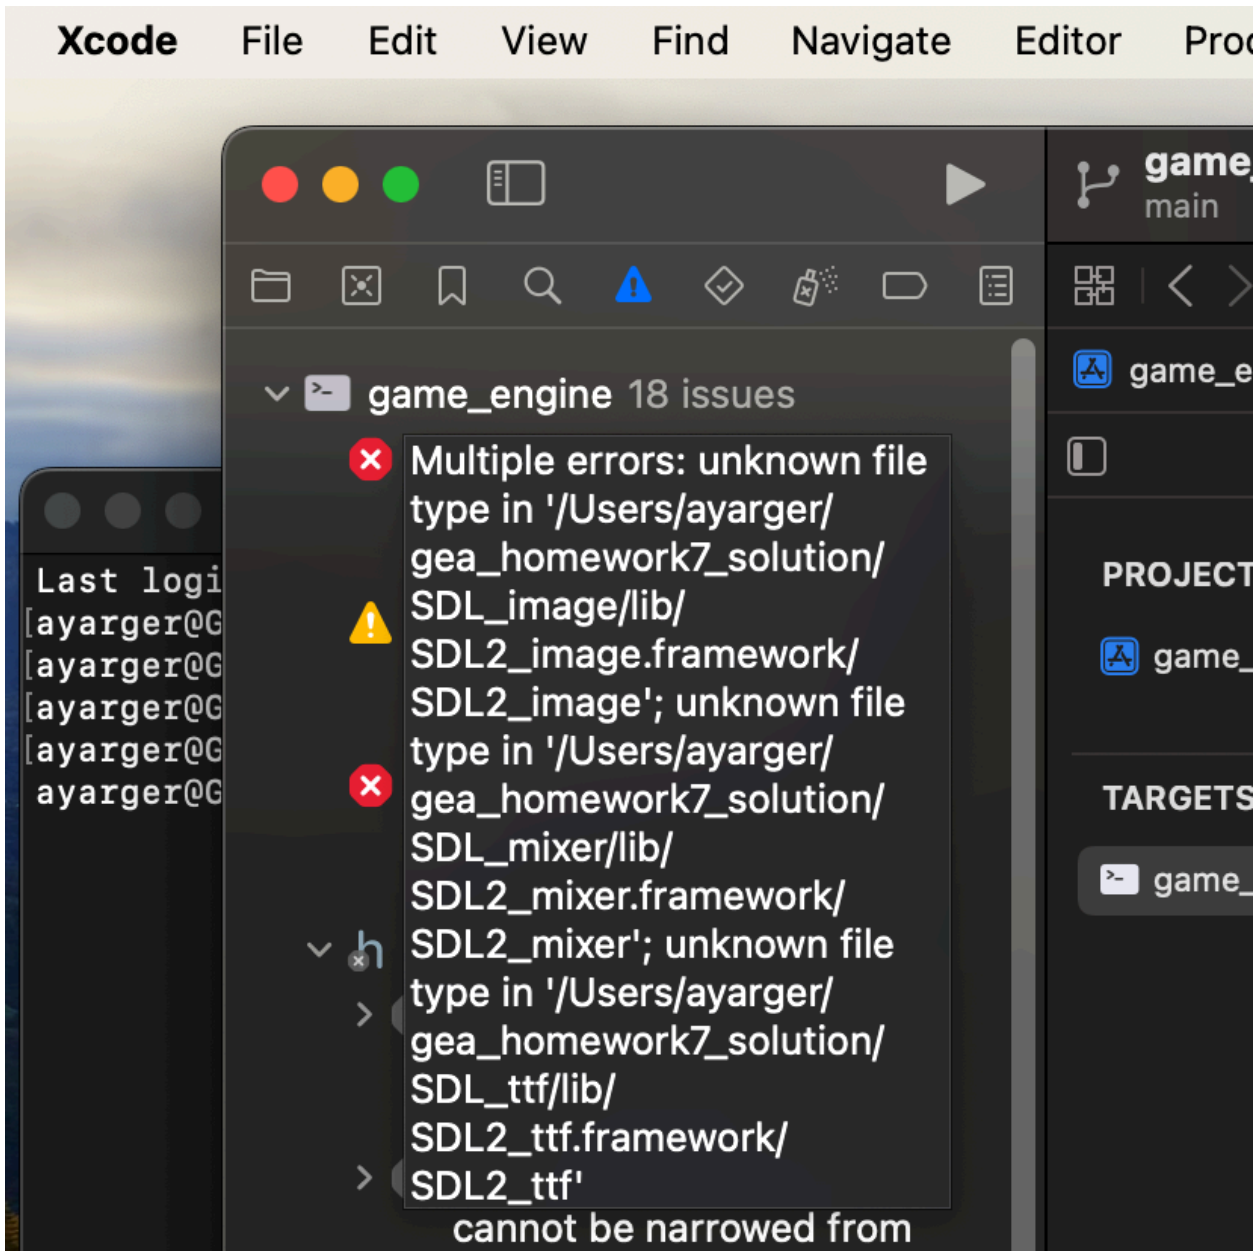 Xcode File Edit View Find Navigate Editor
game_
main
game_engine 18 issues
game_e
Multiple errors: unknown file
type in '/Users/ayarger/
gea_homework7_solution/
SDL_image/lib/
SDL2_image.framework/
SDL2_image'; unknown file
type in '/Users/ayarger/
gea_homework7_solution/
SDL_mixer/lib/
SDL2_mixer.framework/
SDL2_mixer'; unknown file
type in '/Users/ayarger/
gea_homework7_solution/
SDL_ttf/lib/
SDL2_ttf.framework/
SDL2_ttf'
cannot be narrowed from
h
Last logi
[ayarger@G
[ayarger@G
[ayarger@G
[ayarger@G
ayarger@G
PROJECT
game_
TARGETS
game_